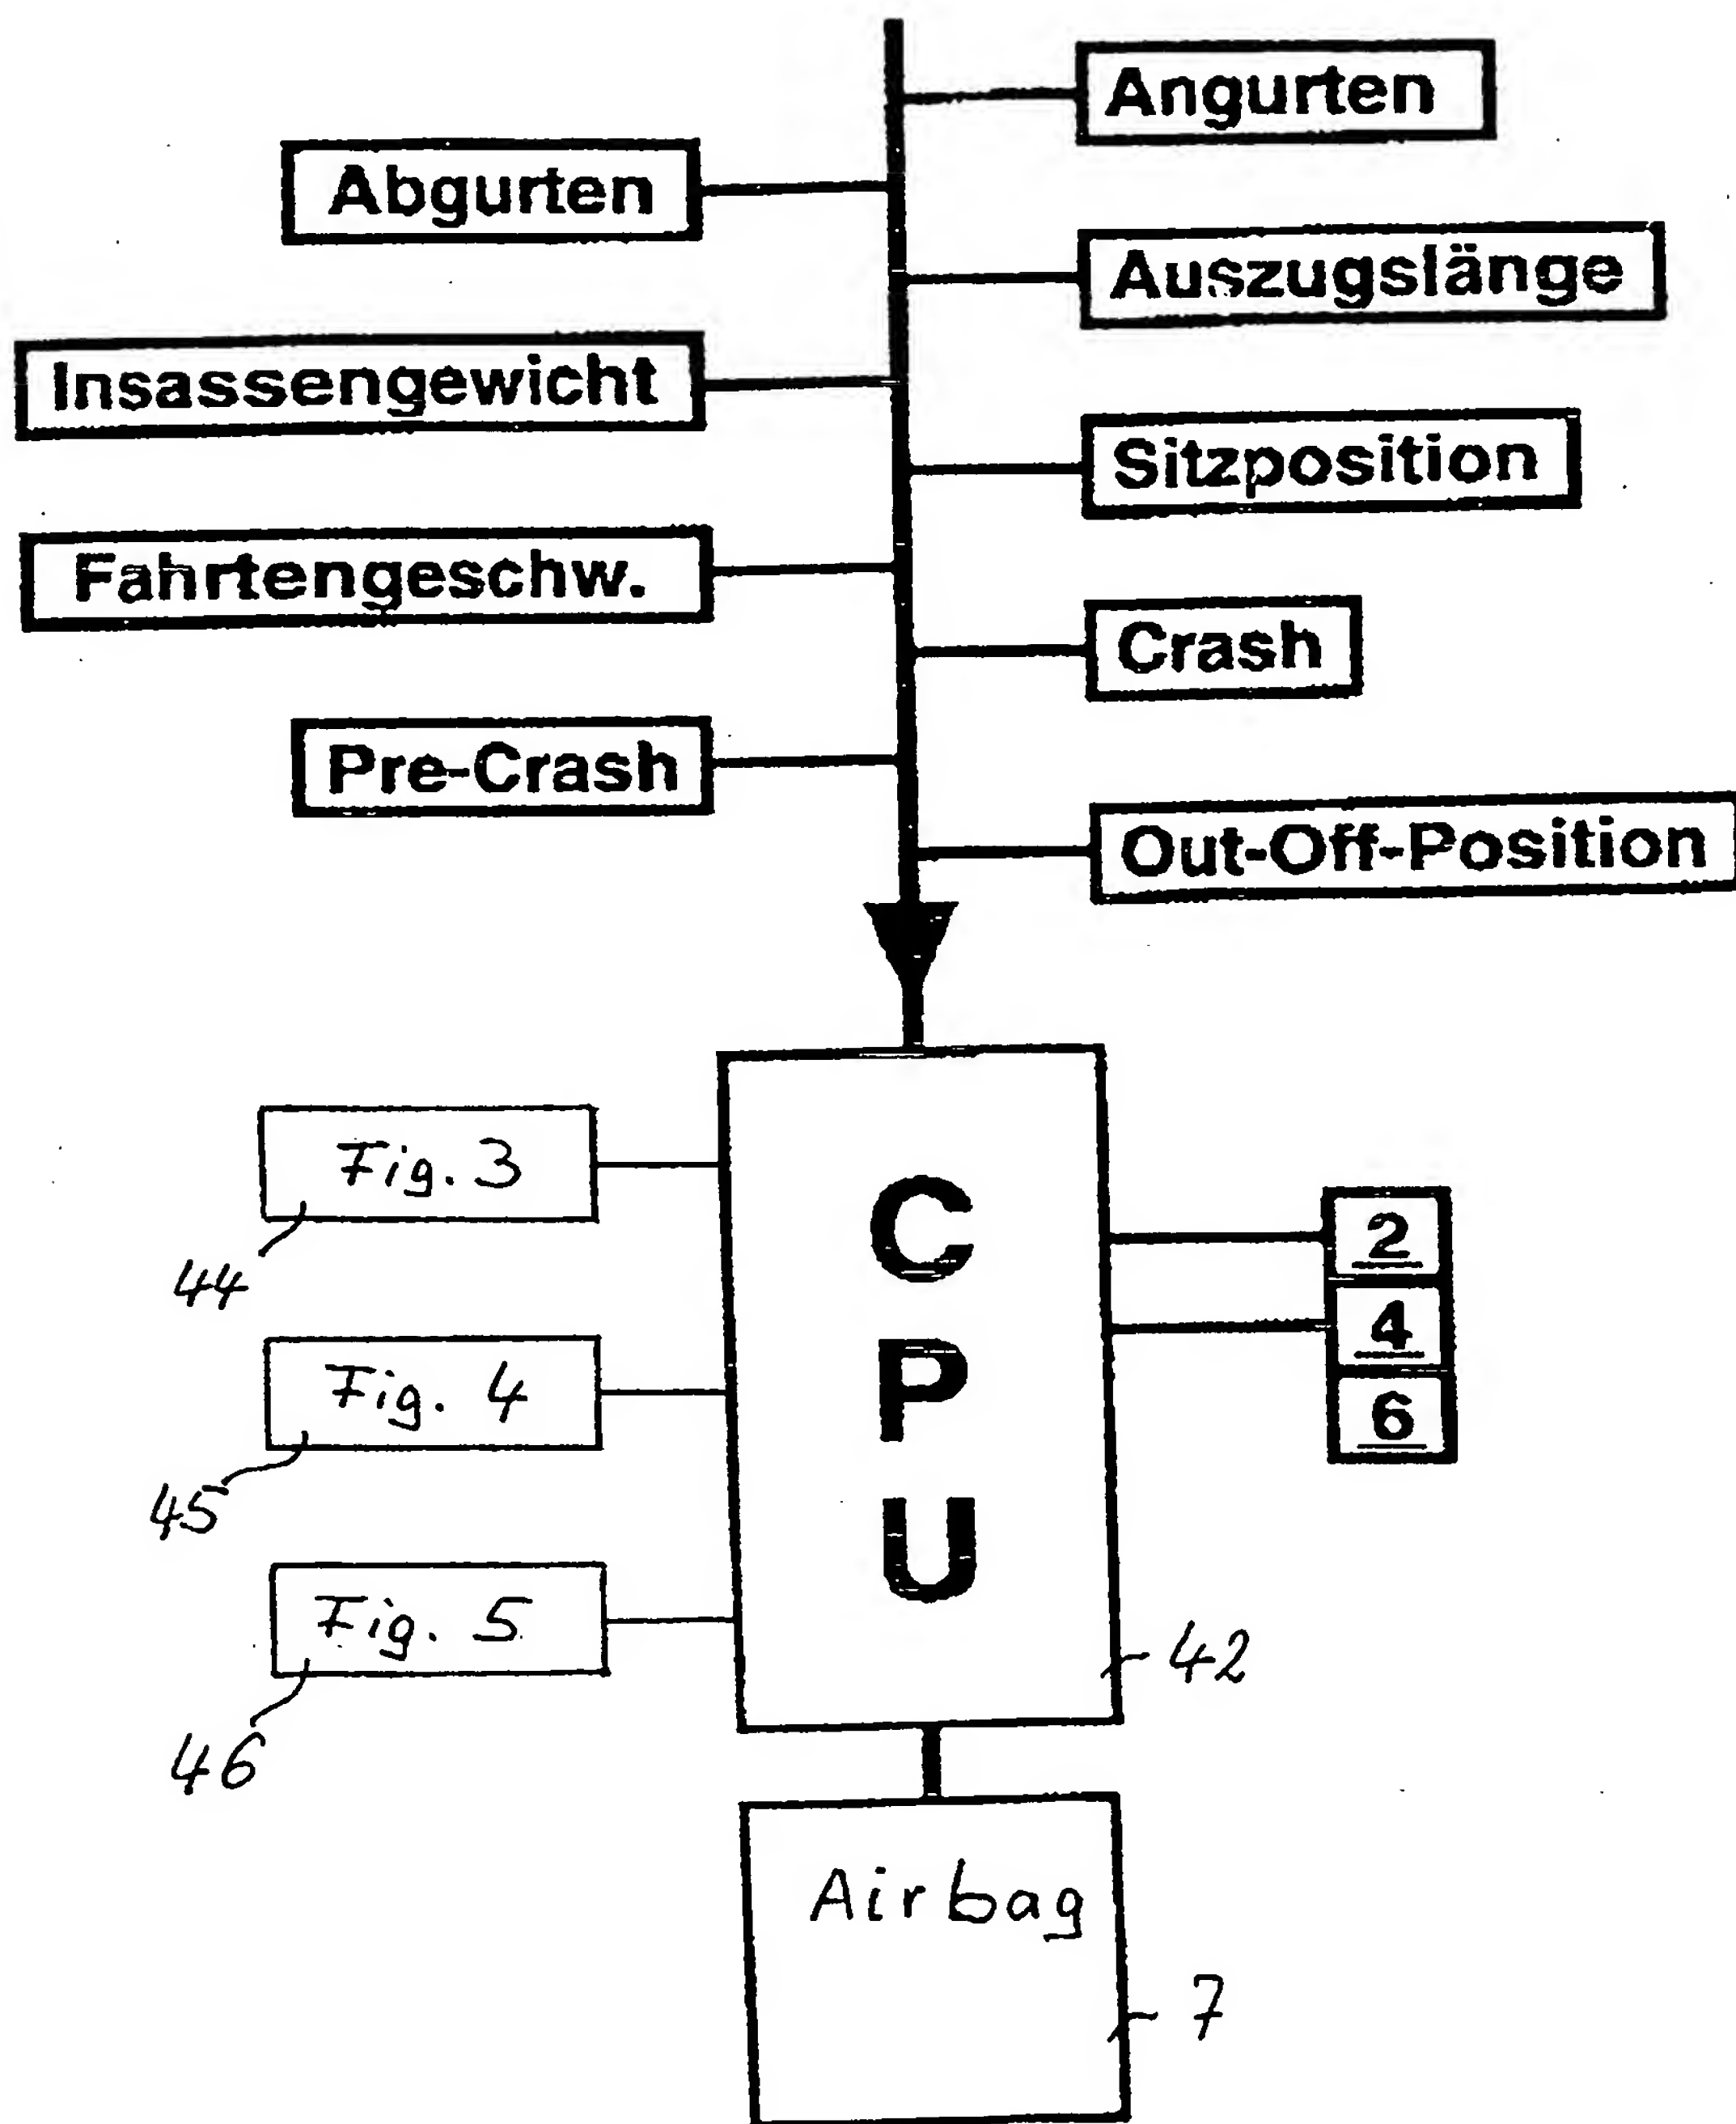 Angurten
Abgurten
Auszugslänge
Insassengewicht
Sitzposition
Fahrtengeschw.
Crash
Pre-Crash
Out-Off-Position
Fig. 3
44
C
P
U
2
4
6
Fig. 4
45
Fig. 5
46
42
Airbag
7